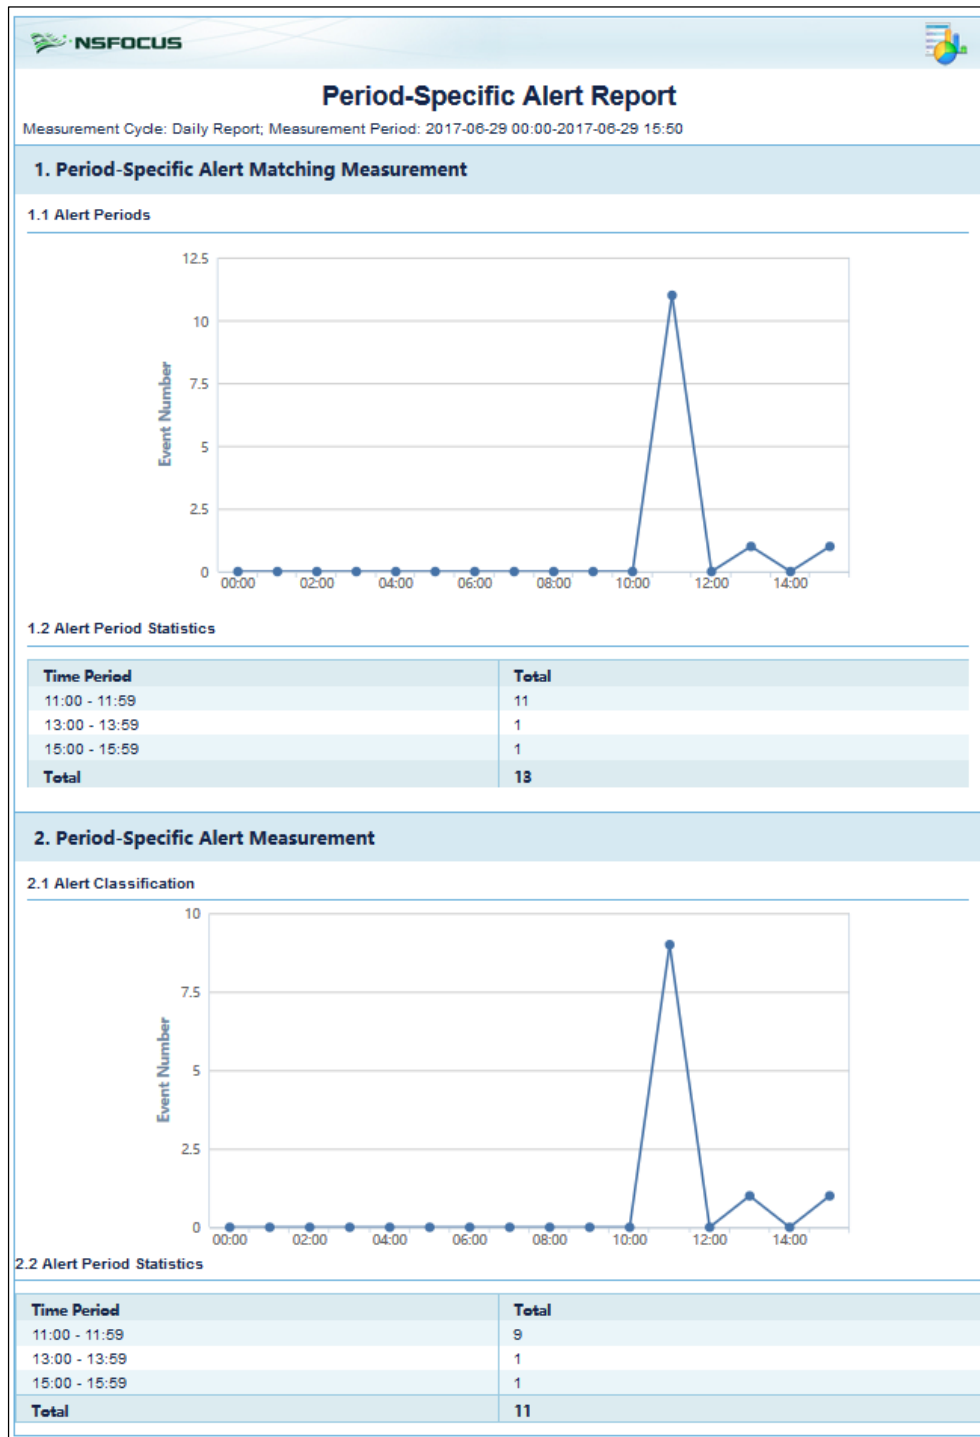 NSFOCUS
Period-Specific Alert Report
Measurement Cycle: Daily Report; Measurement Period: 2017-06-29 00:00-2017-06-29 15:50
1. Period-Specific Alert Matching Measurement
1.1 Alert Periods
12.5
10
7.5
5
2.5
0
Event Number
00:00 02:00 04:00 06:00 08:00 10:00 12:00 14:00
1.2 Alert Period Statistics
Time Period Total
11:00 - 11:59 11
13:00 - 13:59 1
15:00 - 15:59 1
Total 13
2. Period-Specific Alert Measurement
2.1 Alert Classification
10
7.5
5
2.5
0
Event Number
00:00 02:00 04:00 06:00 08:00 10:00 12:00 14:00
2.2 Alert Period Statistics
Time Period Total
11:00 - 11:59 9
13:00 - 13:59 1
15:00 - 15:59 1
Total 11